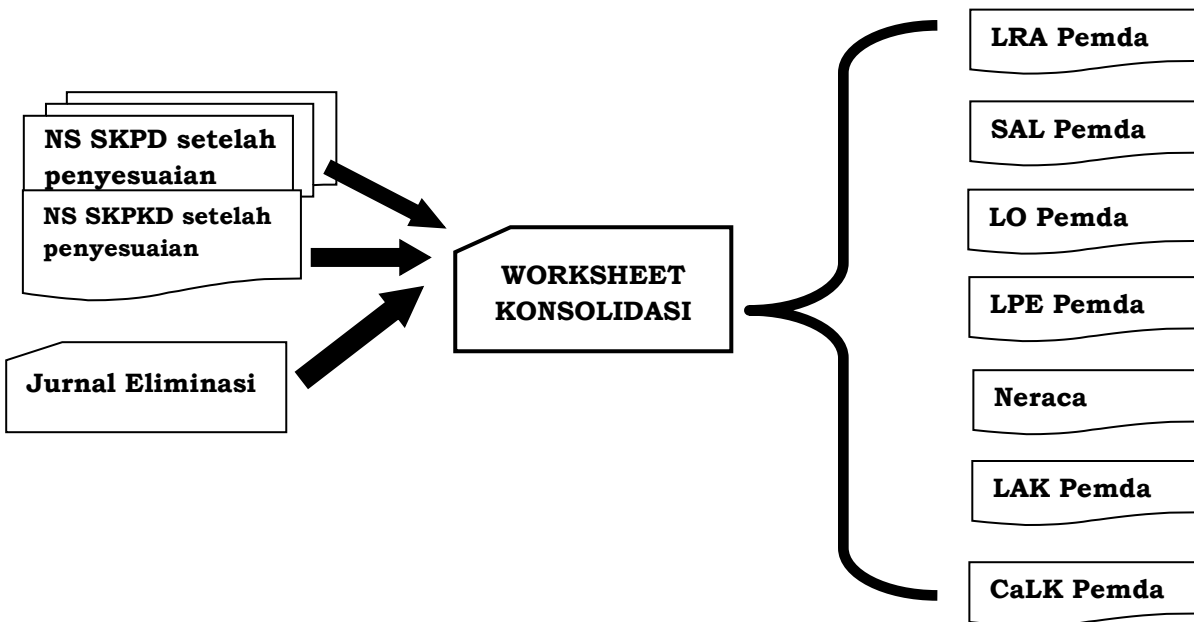 NS SKPD setelah
penyesuaian
NS SKPKD setelah
penyesuaian
Jurnal Eliminasi
WORKSHEET
KONSOLIDASI
LRA Pemda
SAL Pemda
LO Pemda
LPE Pemda
Neraca
LAK Pemda
CaLK Pemda